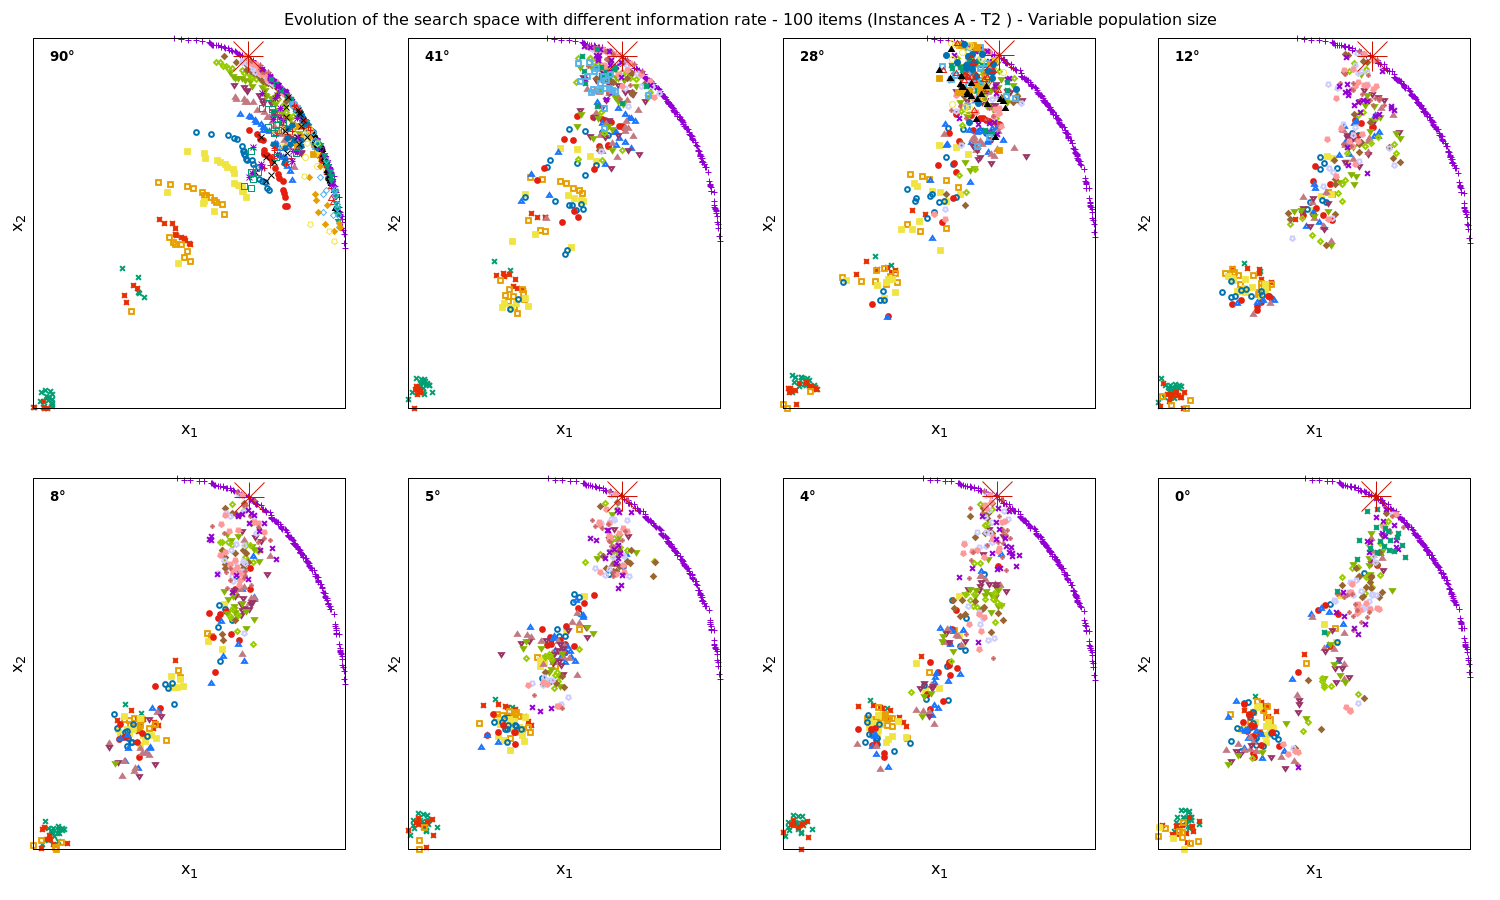 Evolution of the search space with different information rate - 100 items (Instances A - T2 ) - Variable population size
90°
41°
28°
12°
x₂
x₂
x₂
x₂
x₁
x₁
x₁
x₁
8°
5°
4°
0°
x₂
x₂
x₂
x₂
x₁
x₁
x₁
x₁